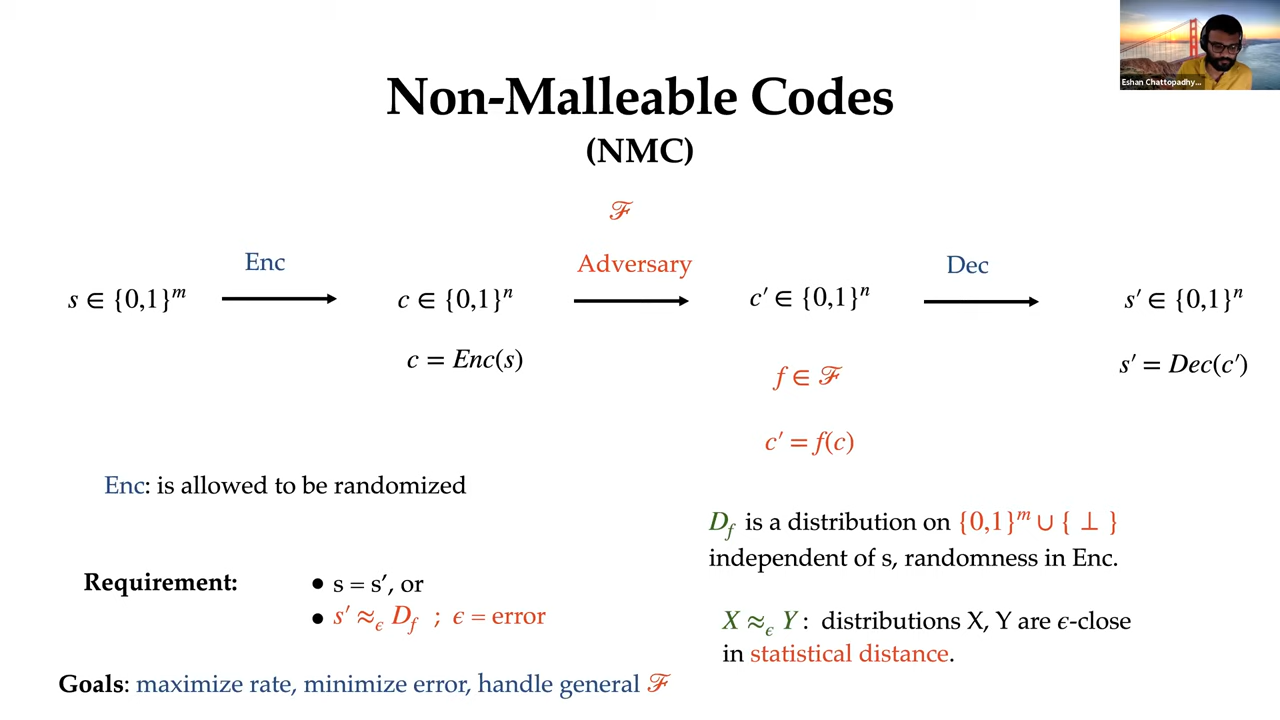 Eshan Chattopadhy...
Non-Malleable Codes
(NMC)
ℱ
Enc
Adversary
Dec
s ∈ {0,1}^m
c ∈ {0,1}^n
c′ ∈ {0,1}^n
s′ ∈ {0,1}^n
c = Enc(s)
f ∈ ℱ
s′ = Dec(c′)
c′ = f(c)
Enc: is allowed to be randomized
D_f is a distribution on {0,1}^m ∪ { ⊥ }
independent of s, randomness in Enc.
Requirement:
• s = s′, or
• s′ ≈_ϵ D_f ; ϵ = error
X ≈_ϵ Y : distributions X, Y are ϵ-close
in statistical distance.
Goals: maximize rate, minimize error, handle general ℱ